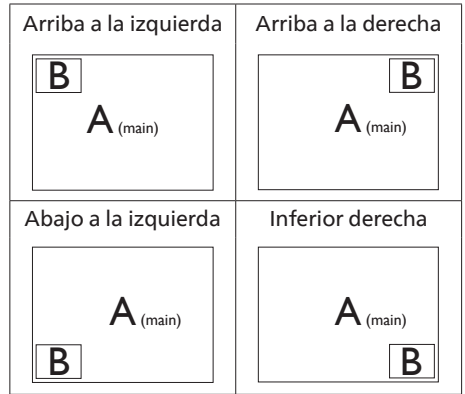 Arriba a la izquierda
Arriba a la derecha
B
A (main)
B
A (main)
Abajo a la izquierda
Inferior derecha
A (main)
B
A (main)
B